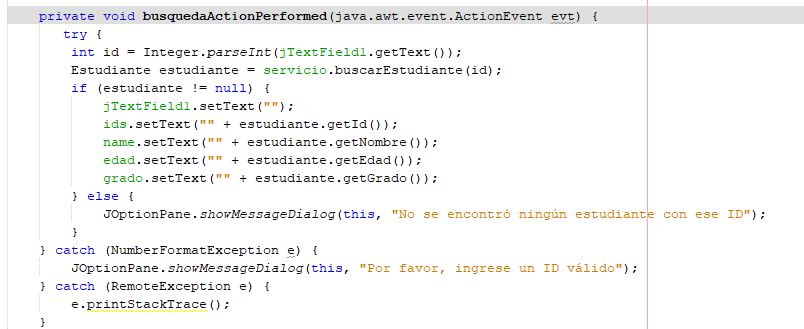 private void busquedaActionPerformed(java.awt.event.ActionEvent evt) {
try {
int id = Integer.parseInt(jTextField1.getText());
Estudiante estudiante = servicio.buscarEstudiante(id);
if (estudiante != null) {
jTextField1.setText("");
ids.setText("" + estudiante.getId());
name.setText("" + estudiante.getNombre());
edad.setText("" + estudiante.getEdad());
grado.setText("" + estudiante.getGrado());
} else {
JOptionPane.showMessageDialog(this, "No se encontró ningún estudiante con ese ID");
}
} catch (NumberFormatException e) {
JOptionPane.showMessageDialog(this, "Por favor, ingrese un ID válido");
} catch (RemoteException e) {
e.printStackTrace();
}